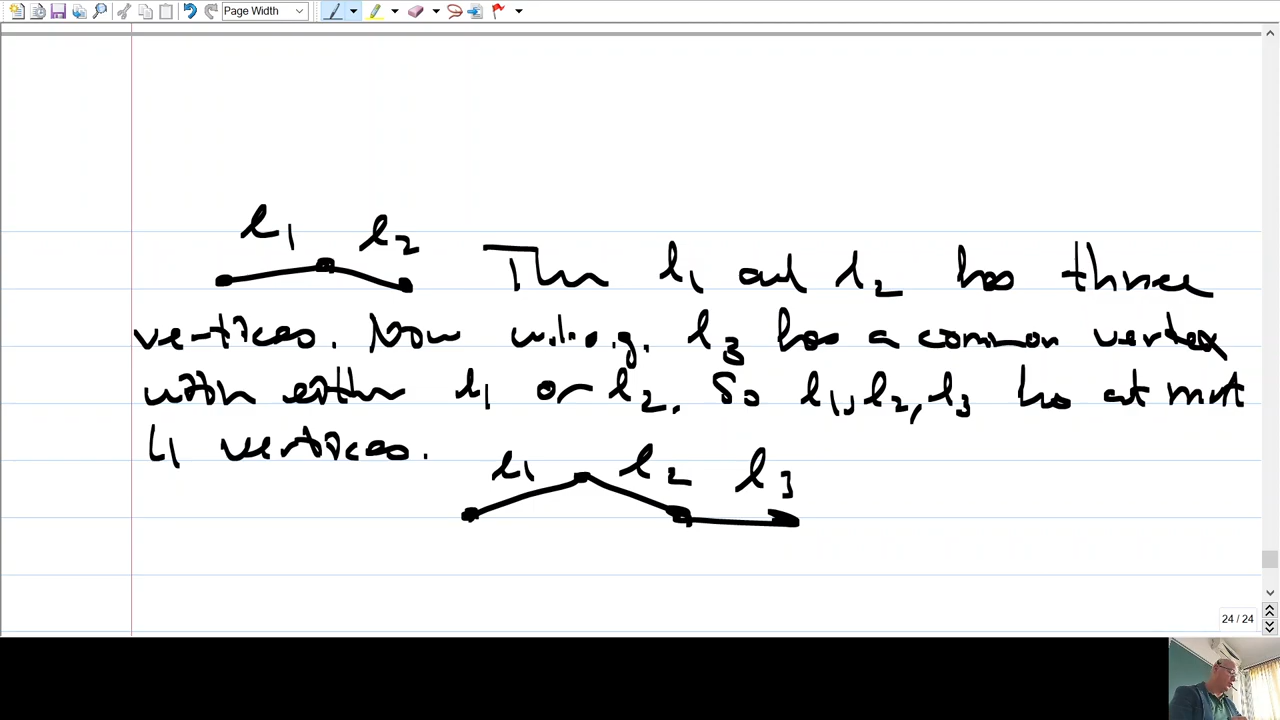 Page Width
l1 l2 Then l1 and l2 has three
vertices. Now w.l.o.g. l3 has a common vertex
with either l1 or l2. So l1, l2, l3 has at most
4 vertices.
l1 l2 l3
24 / 24